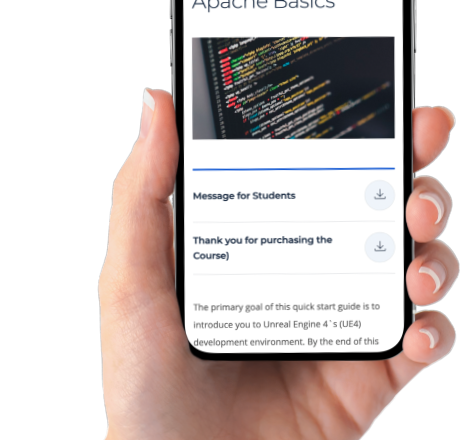 Apache Basics
Message for Students
Thank you for purchasing the
Course)
The primary goal of this quick start guide is to
introduce you to Unreal Engine 4`s (UE4)
development environment. By the end of this